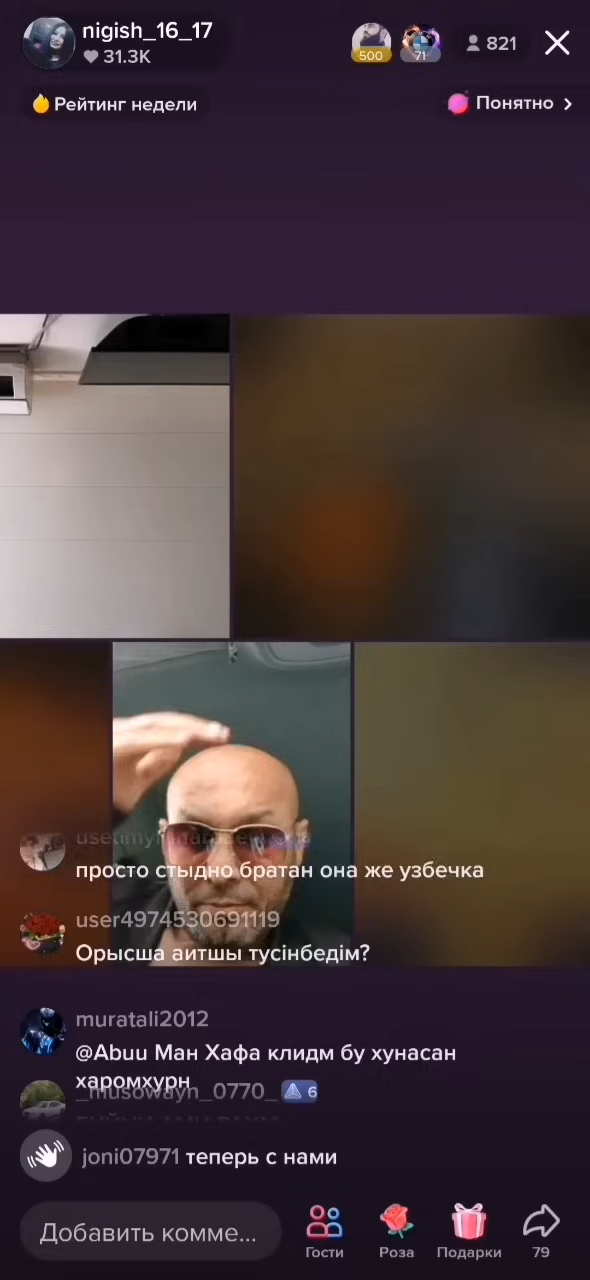 nigish_16_17
31.3K
500
71
821
Рейтинг недели
Понятно
просто стыдно братан она же узбечка
user4974530691119
Орысша аитшы тусінбедім?
muratali2012
@Abuu Ман Хафа клидм бу хунасан
харомхурн
_musowayn_0770_ 6
joni07971 теперь с нами
Добавить комме...
Гости
Роза
Подарки
79